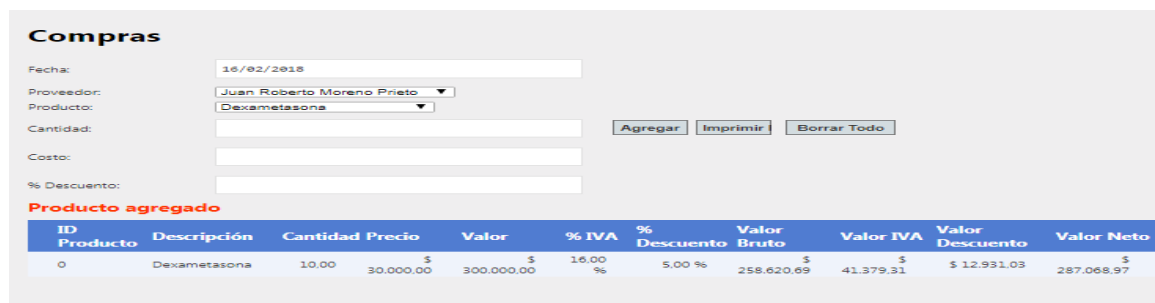 Compras
Fecha: 16/02/2018
Proveedor: Juan Roberto Moreno Prieto
Producto: Dexametasona
Cantidad: Agregar Imprimir Borrar Todo
Costo:
% Descuento:
Producto agregado
ID Producto Descripción Cantidad Precio Valor % IVA % Descuento Valor Bruto Valor IVA Valor Descuento Valor Neto
0 Dexametasona 10,00 $ 30.000,00 $ 300.000,00 16,00 % 5,00 % $ 258.620,69 $ 41.379,31 $ 12.931,03 $ 287.068,97